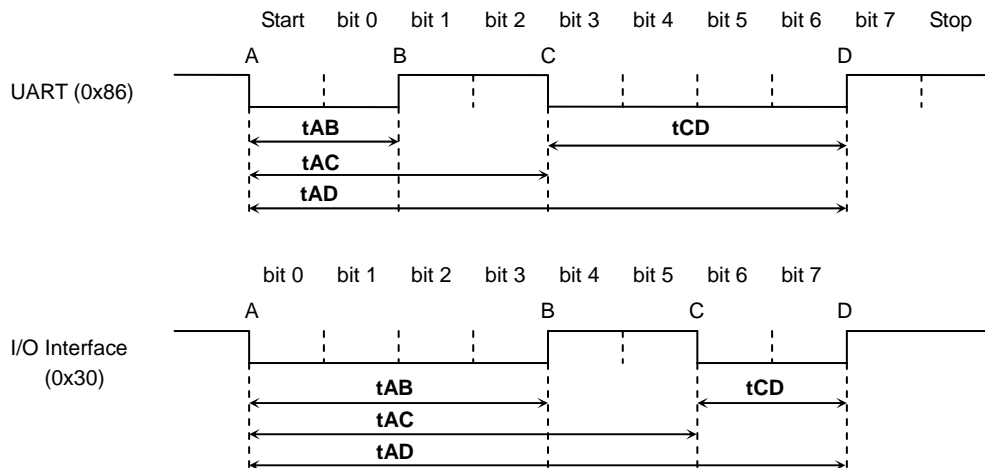 Start bit 0 bit 1 bit 2 bit 3 bit 4 bit 5 bit 6 bit 7 Stop
A B C D
UART (0x86)
tAB tCD
tAC
tAD
bit 0 bit 1 bit 2 bit 3 bit 4 bit 5 bit 6 bit 7
A B C D
I/O Interface
(0x30)
tAB tCD
tAC
tAD